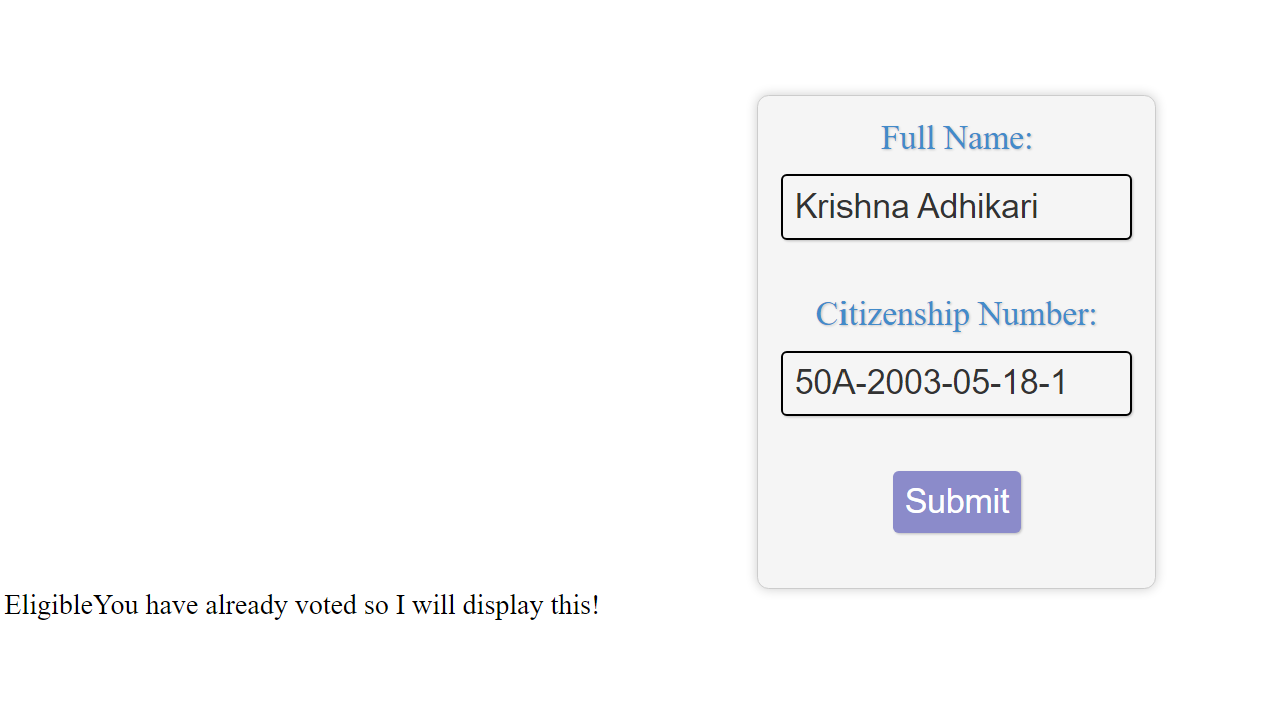 Full Name:
Krishna Adhikari
Citizenship Number:
50A-2003-05-18-1
Submit
EligibleYou have already voted so I will display this!